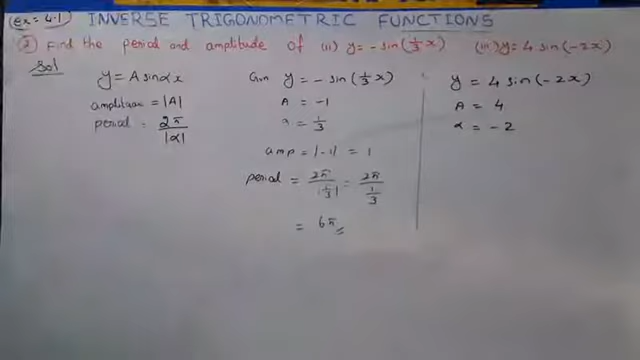 Ex = 4.1 INVERSE TRIGONOMETRIC FUNCTIONS
② Find the period and amplitude of (ii) y = - sin(1/3 x) (iii) y = 4 sin(-2x)
Sol
y = A sin αx
amplitude = |A|
period = 2π/|α|
Givn y = - sin(1/3 x)
A = -1
α = 1/3
amp = |-1| = 1
period = 2π/|1/3| = 2π/(1/3)
= 6π
y = 4 sin(-2x)
A = 4
α = -2